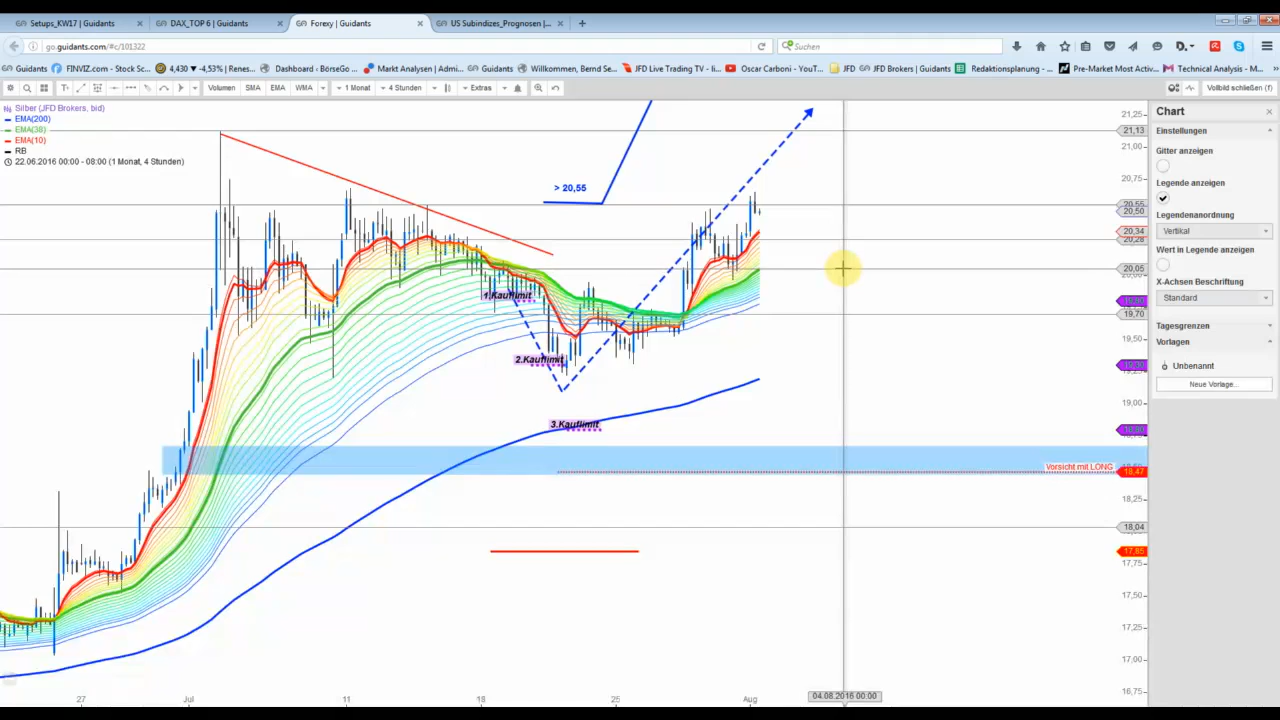 Setups_KW17 | Guidants
DAX_TOP 6 | Guidants
Forexy | Guidants
US Subindizes_Prognosen | ...
go.guidants.com/#c/101322
Suchen
Guidants
FINVIZ.com - Stock Sc...
4,430 ▼ -4,53% | Renes...
Dashboard - BörseGo ...
Markt Analysen | Admi...
Guidants
Willkommen, Bernd Se...
JFD Live Trading TV - li...
Oscar Carboni - YouT...
JFD
JFD Brokers | Guidants
Redaktionsplanung - ...
Pre-Market Most Activ...
Technical Analysis - M...
Volumen
SMA
EMA
WMA
1 Monat
4 Stunden
Extras
Vollbild schließen (f)
Silber (JFD Brokers, bid)
EMA(200)
EMA(38)
EMA(10)
RB
22.06.2016 00:00 - 08:00 (1 Monat, 4 Stunden)
> 20,55
1.Kauflimit
2.Kauflimit
3.Kauflimit
Vorsicht mit LONG
21,25
21,13
21,00
20,75
20,55
20,50
20,34
20,28
20,05
19,70
19,50
19,00
18,47
18,25
18,04
17,85
17,75
17,50
17,25
17,00
16,75
27
Jul
11
18
25
Aug
04.08.2016 00:00
Chart
Einstellungen
Gitter anzeigen
Legende anzeigen
Legendenanordnung
Vertikal
Wert in Legende anzeigen
X-Achsen Beschriftung
Standard
Tagesgrenzen
Vorlagen
Unbenannt
Neue Vorlage...